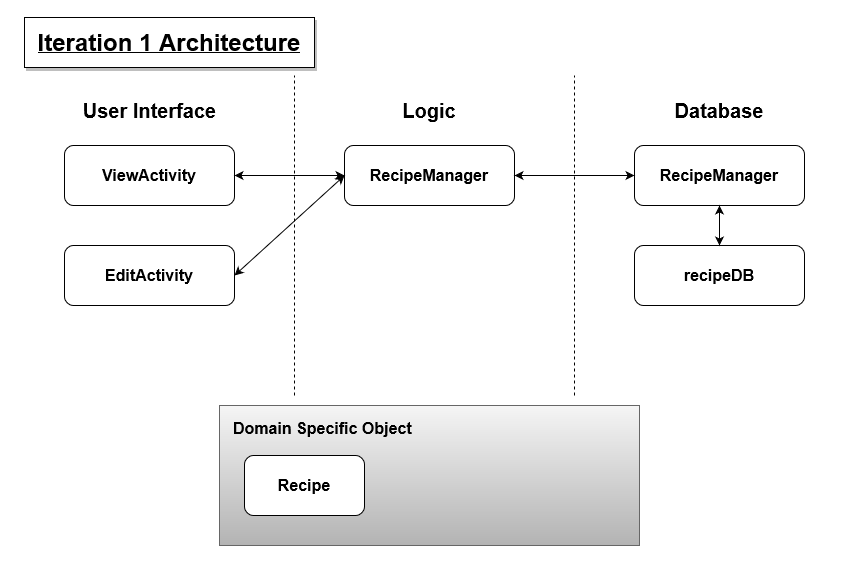 Iteration 1 Architecture
User Interface
Logic
Database
ViewActivity
RecipeManager
RecipeManager
EditActivity
recipeDB
Domain Specific Object
Recipe